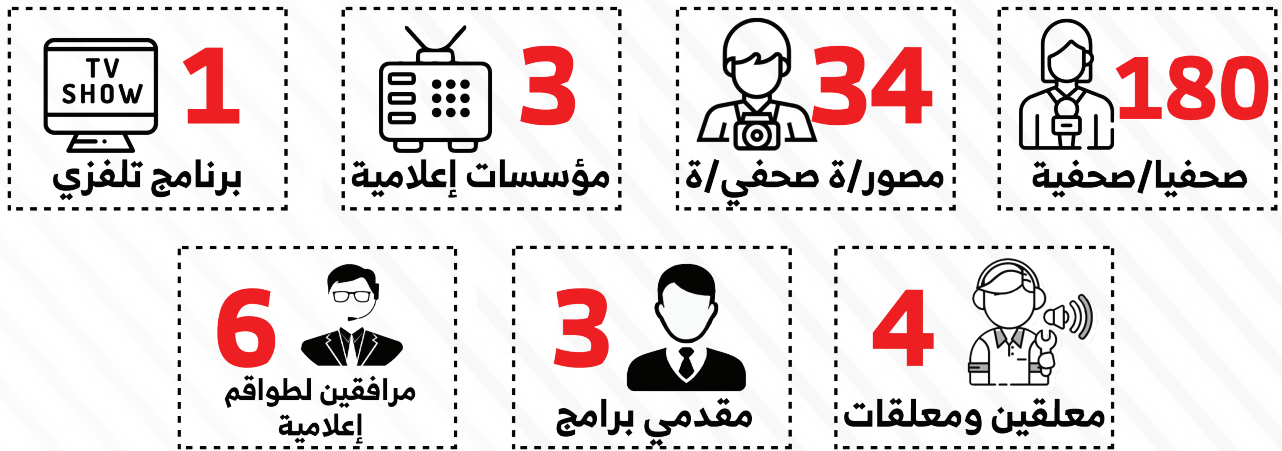 180
صحفيا/صحفية
34
مصور/ة صحفي/ة
3
مؤسسات إعلامية
TV
SHOW
1
برنامج تلفزي
4
معلقين ومعلقات
3
مقدمي برامج
6
مرافقين لطواقم
إعلامية